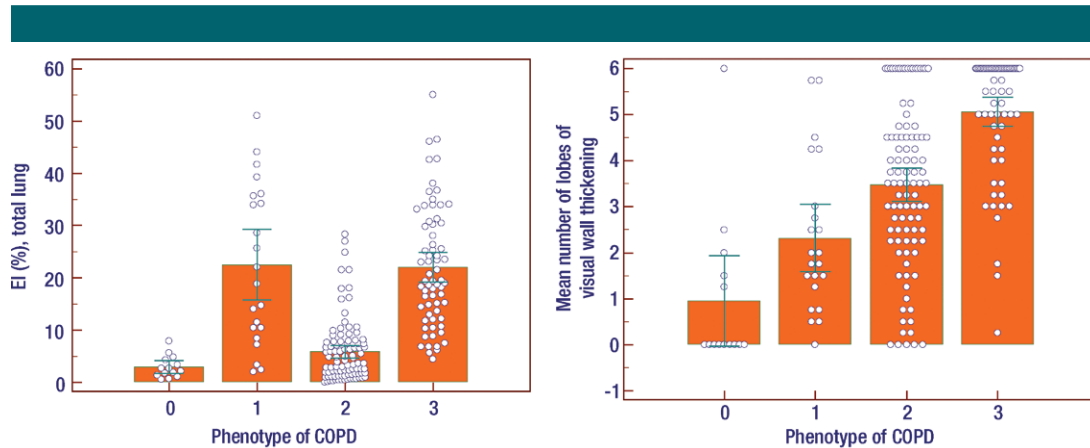 60
50
40
30
20
10
0
EI (%), total lung
0 1 2 3
Phenotype of COPD
6
5
4
3
2
1
0
-1
Mean number of lobes of
visual wall thickening
0 1 2 3
Phenotype of COPD